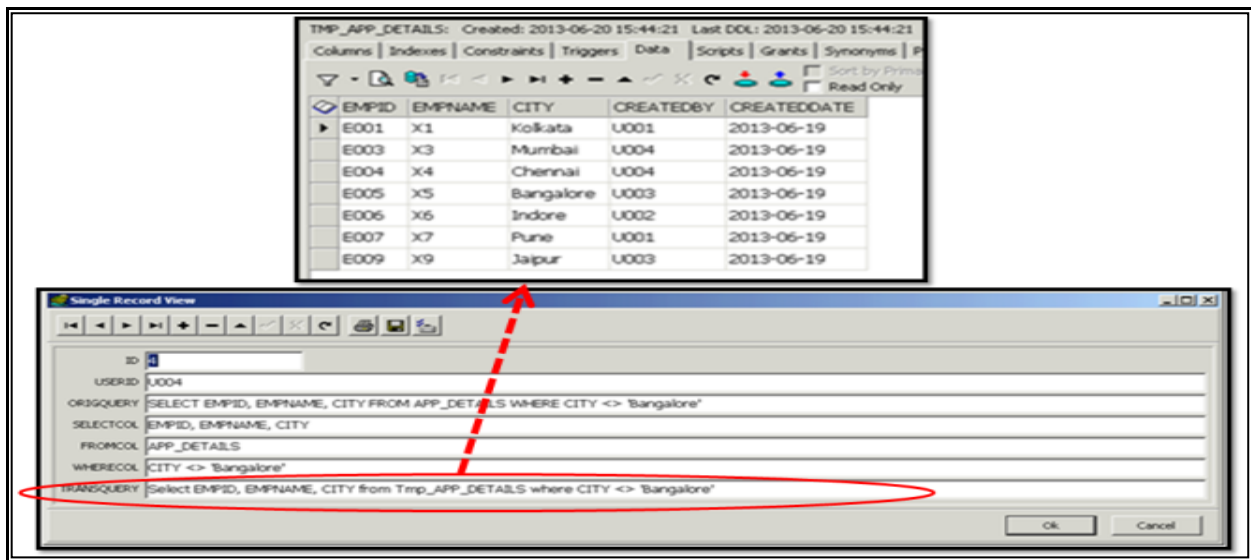 TMP_APP_DETAILS: Created: 2013-06-20 15:44:21 Last DDL: 2013-06-20 15:44:21
Columns | Indexes | Constraints | Triggers Data | Scripts | Grants | Synonyms | P
Sort by Prima
Read Only
EMPID EMPNAME CITY CREATEDBY CREATEDDATE
E001 X1 Kolkata U001 2013-06-19
E003 X3 Mumbai U004 2013-06-19
E004 X4 Chennai U004 2013-06-19
E005 X5 Bangalore U003 2013-06-19
E006 X6 Indore U002 2013-06-19
E007 X7 Pune U001 2013-06-19
E009 X9 Jaipur U003 2013-06-19
Single Record View
ID 4
USERID U004
ORIGQUERY SELECT EMPID, EMPNAME, CITY FROM APP_DETAILS WHERE CITY <> 'Bangalore'
SELECTCOL EMPID, EMPNAME, CITY
FROMCOL APP_DETAILS
WHERECOL CITY <> 'Bangalore'
TRANSQUERY Select EMPID, EMPNAME, CITY from Tmp_APP_DETAILS where CITY <> 'Bangalore'
Ok Cancel